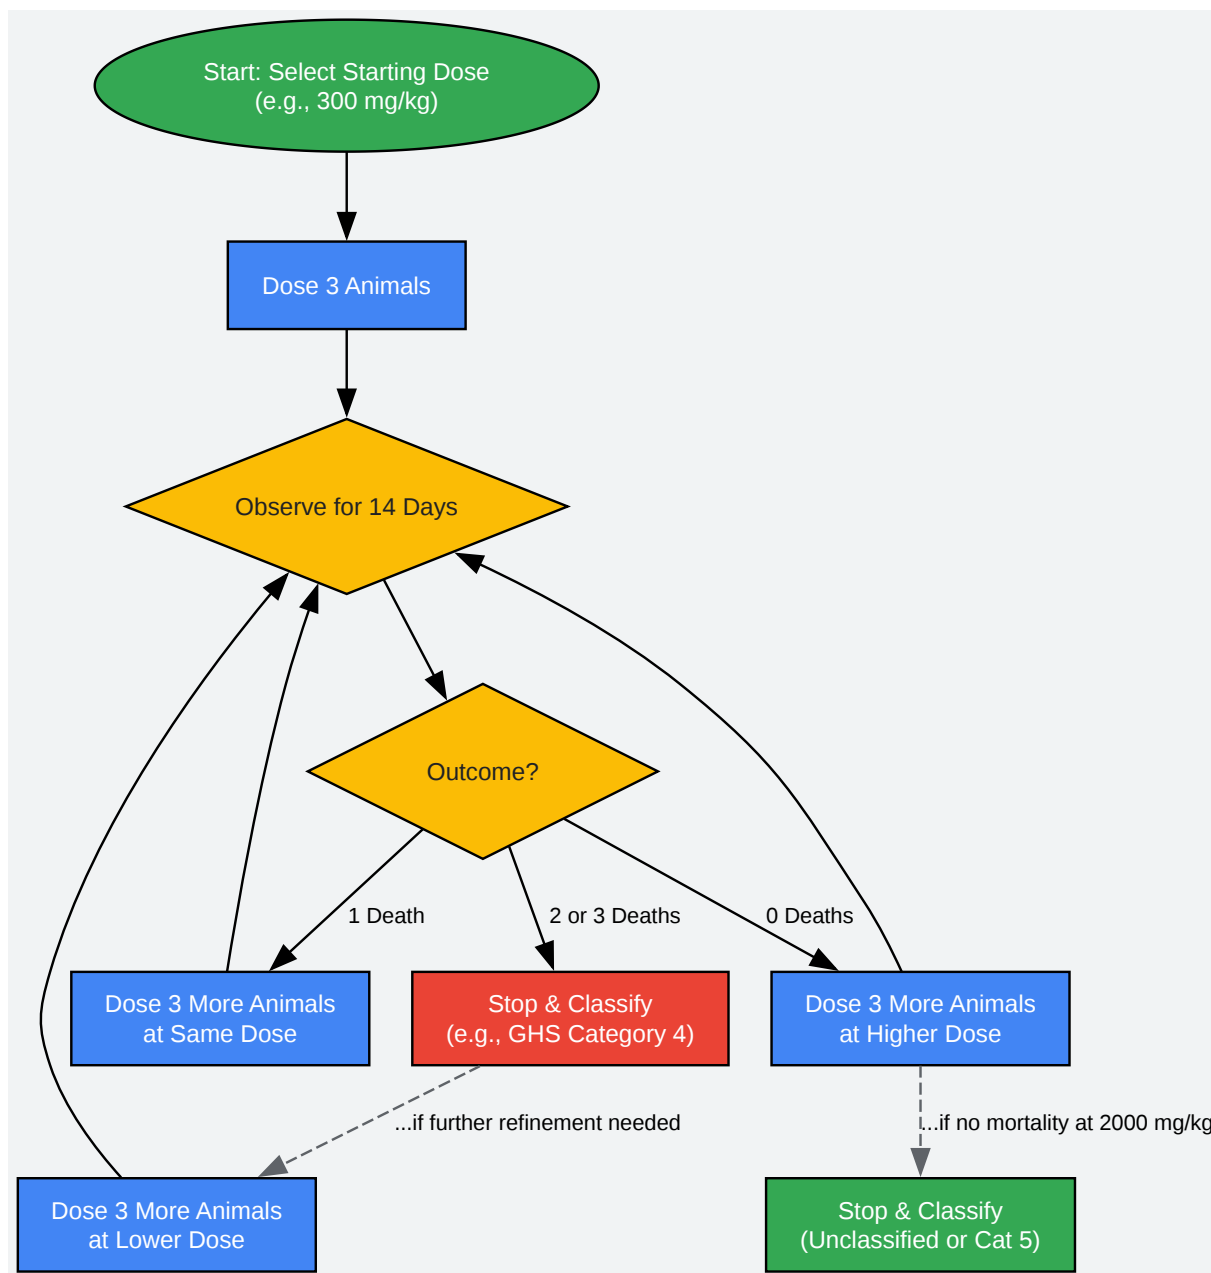 Start: Select Starting Dose
(e.g., 300 mg/kg)
Dose 3 Animals
Observe for 14 Days
Outcome?
1 Death
2 or 3 Deaths
0 Deaths
Dose 3 More Animals
at Same Dose
Stop & Classify
(e.g., GHS Category 4)
Dose 3 More Animals
at Higher Dose
...if further refinement needed
...if no mortality at 2000 mg/kg
Dose 3 More Animals
at Lower Dose
Stop & Classify
(Unclassified or Cat 5)